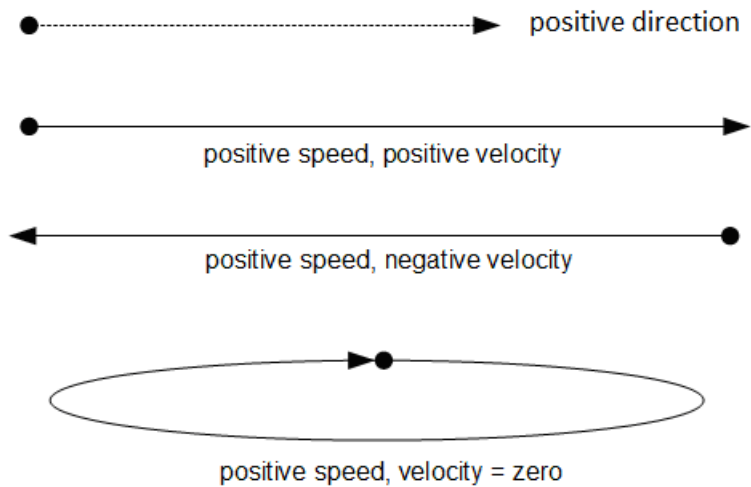 positive direction
positive speed, positive velocity
positive speed, negative velocity
positive speed, velocity = zero